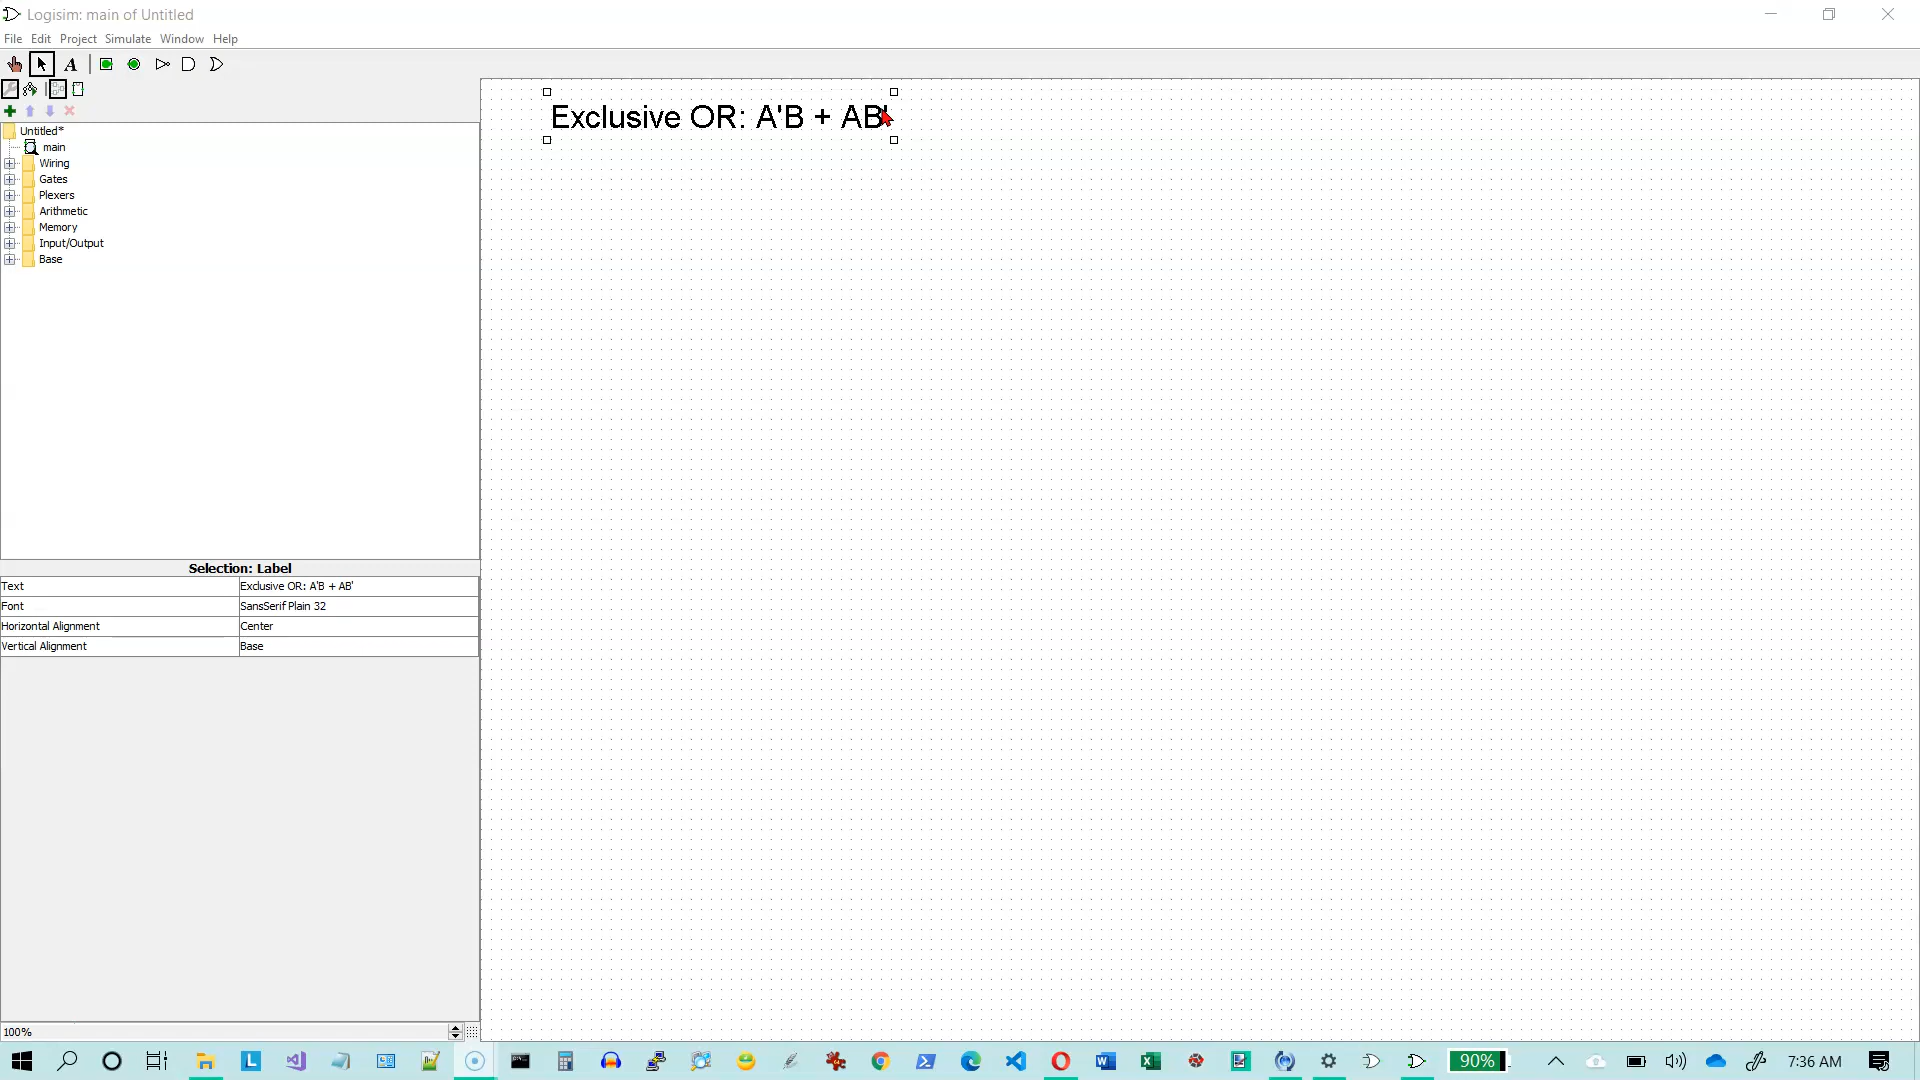 Logisim: main of Untitled
File Edit Project Simulate Window Help
A
Exclusive OR: A'B + AB'
Untitled*
main
Wiring
Gates
Plexers
Arithmetic
Memory
Input/Output
Base
Selection: Label
Text Exclusive OR: A'B + AB'
Font SansSerif Plain 32
Horizontal Alignment Center
Vertical Alignment Base
100%
90% 7:36 AM